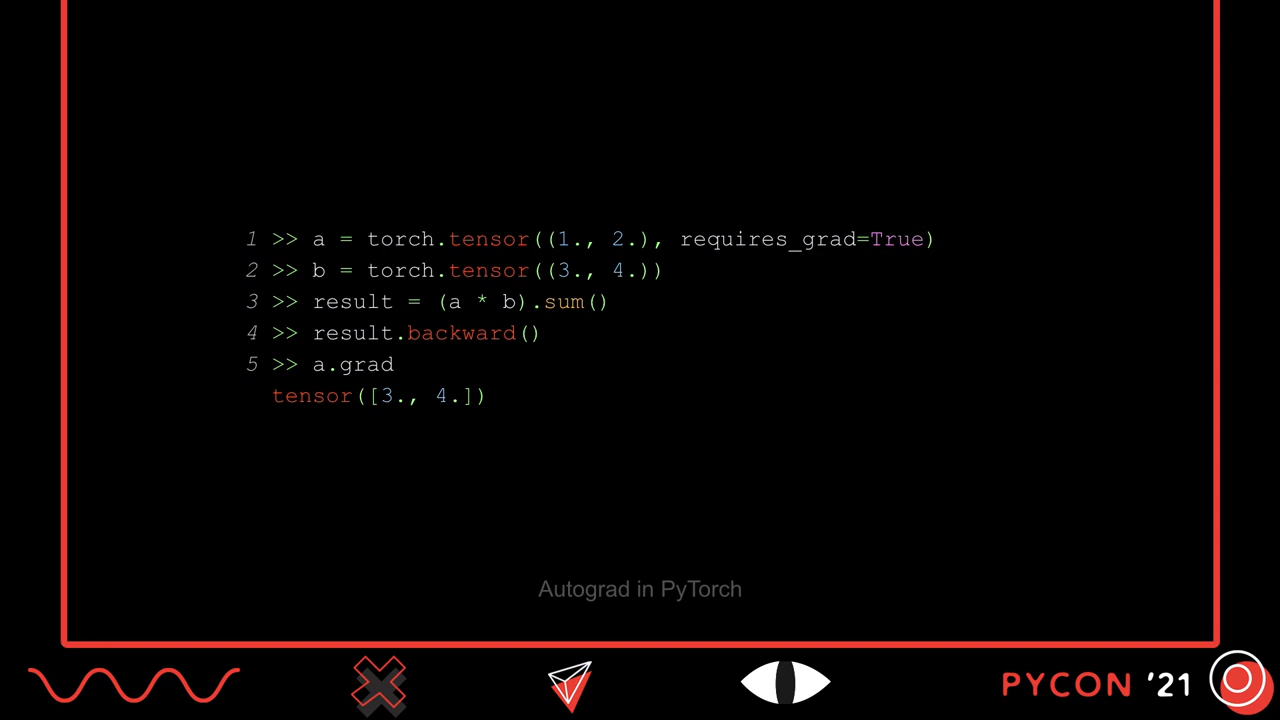 1 >> a = torch.tensor((1., 2.), requires_grad=True)
2 >> b = torch.tensor((3., 4.))
3 >> result = (a * b).sum()
4 >> result.backward()
5 >> a.grad
tensor([3., 4.])
Autograd in PyTorch
PYCON '21